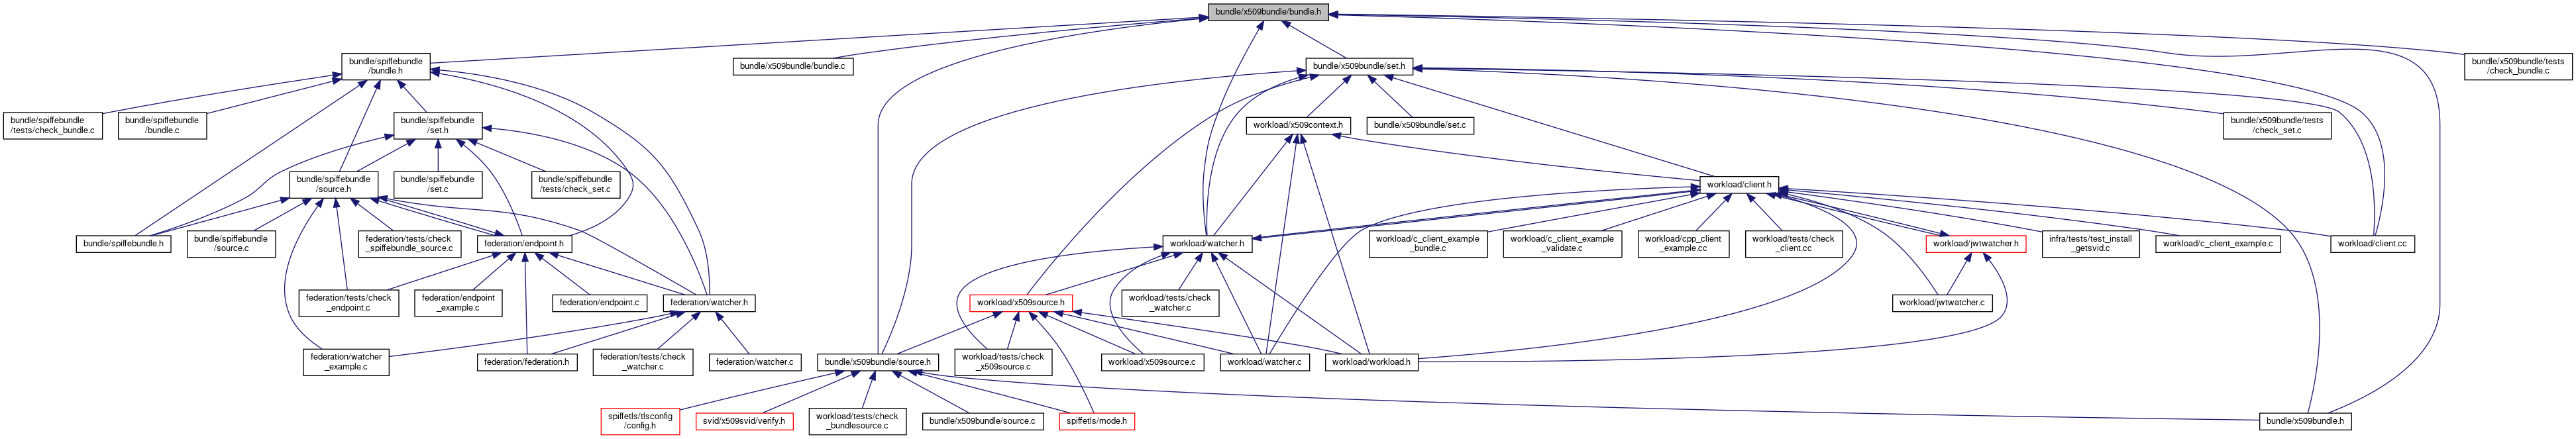 bundle/x509bundle/bundle.h
bundle/spiffebundle
/bundle.h
bundle/x509bundle/bundle.c
bundle/x509bundle/set.h
bundle/x509bundle/tests
/check_bundle.c
bundle/spiffebundle
/tests/check_bundle.c
bundle/spiffebundle
/bundle.c
bundle/spiffebundle
/set.h
workload/x509context.h
bundle/x509bundle/set.c
bundle/x509bundle/tests
/check_set.c
bundle/spiffebundle
/source.h
bundle/spiffebundle
/set.c
bundle/spiffebundle
/tests/check_set.c
workload/client.h
bundle/spiffebundle.h
bundle/spiffebundle
/source.c
federation/tests/check
_spiffebundle_source.c
federation/endpoint.h
workload/watcher.h
workload/c_client_example
_bundle.c
workload/c_client_example
_validate.c
workload/cpp_client
_example.cc
workload/tests/check
_client.cc
workload/jwtwatcher.h
infra/tests/test_install
_getsvid.c
workload/c_client_example.c
workload/client.cc
federation/tests/check
_endpoint.c
federation/endpoint
_example.c
federation/endpoint.c
federation/watcher.h
workload/x509source.h
workload/tests/check
_watcher.c
workload/jwtwatcher.c
federation/watcher
_example.c
federation/federation.h
federation/tests/check
_watcher.c
federation/watcher.c
bundle/x509bundle/source.h
workload/tests/check
_x509source.c
workload/x509source.c
workload/watcher.c
workload/workload.h
spiffetls/tlsconfig
/config.h
svid/x509svid/verify.h
workload/tests/check
_bundlesource.c
bundle/x509bundle/source.c
spiffetls/mode.h
bundle/x509bundle.h